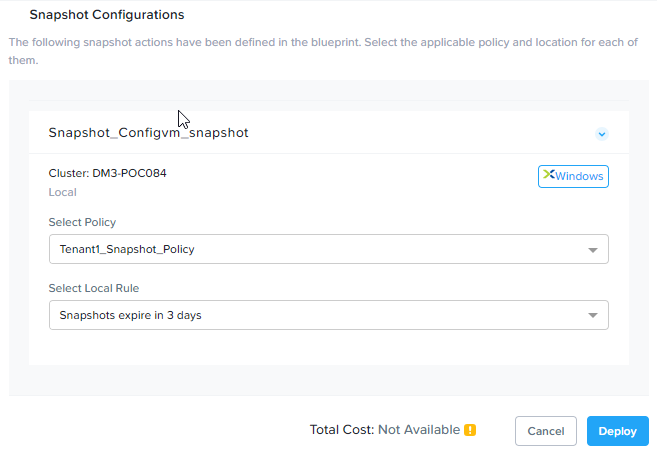 Snapshot Configurations
The following snapshot actions have been defined in the blueprint. Select the applicable policy and location for each of
them.
Snapshot_Configvm_snapshot
Cluster: DM3-POC084
Windows
Local
Select Policy
Tenant1_Snapshot_Policy
Select Local Rule
Snapshots expire in 3 days
Total Cost: Not Available
Cancel
Deploy